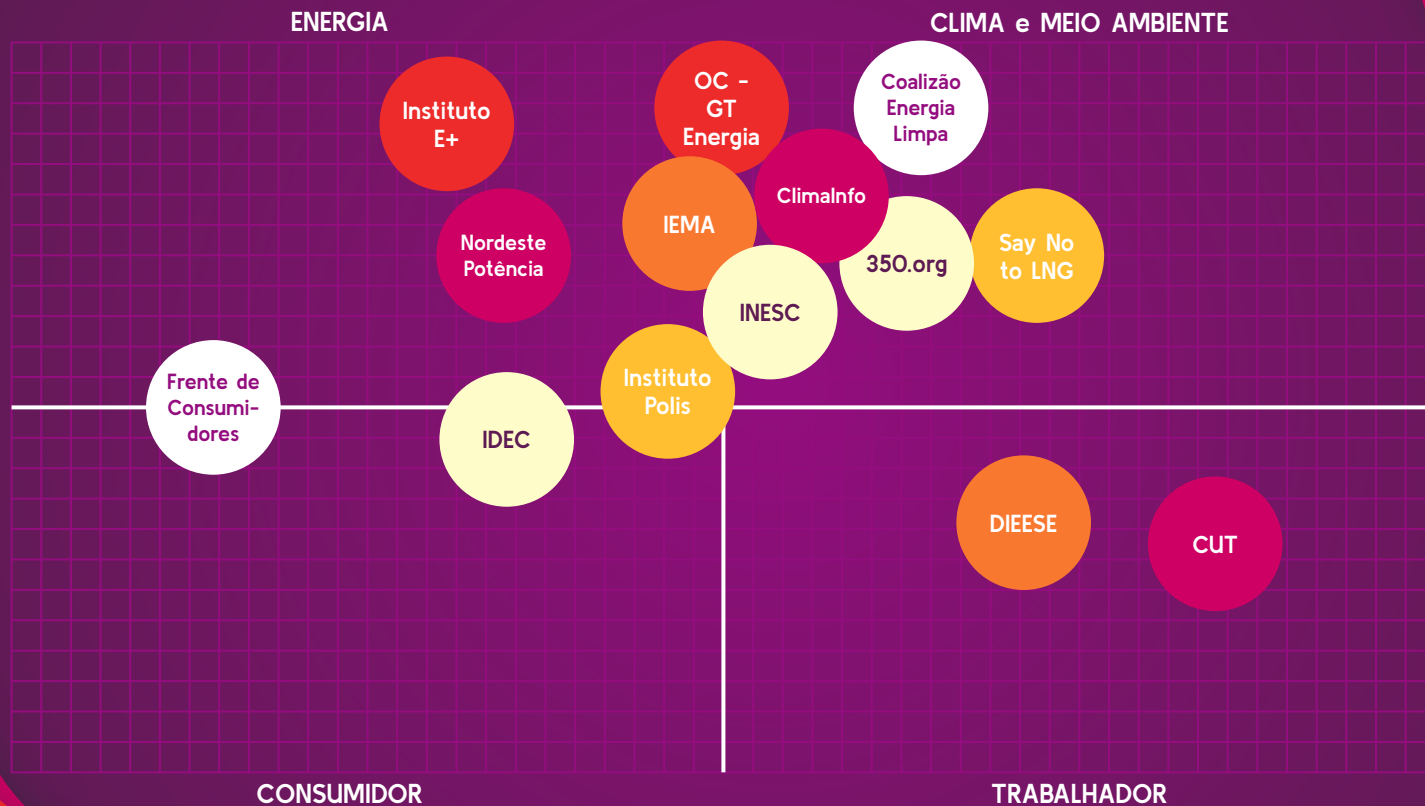 ENERGIA
CLIMA e MEIO AMBIENTE
Instituto
E+
OC -
GT
Energia
Coalizão
Energia
Limpa
ClimaInfo
IEMA
Nordeste
Potência
350.org
Say No
to LNG
INESC
Instituto
Polis
Frente de
Consumi-
dores
IDEC
DIEESE
CUT
CONSUMIDOR
TRABALHADOR